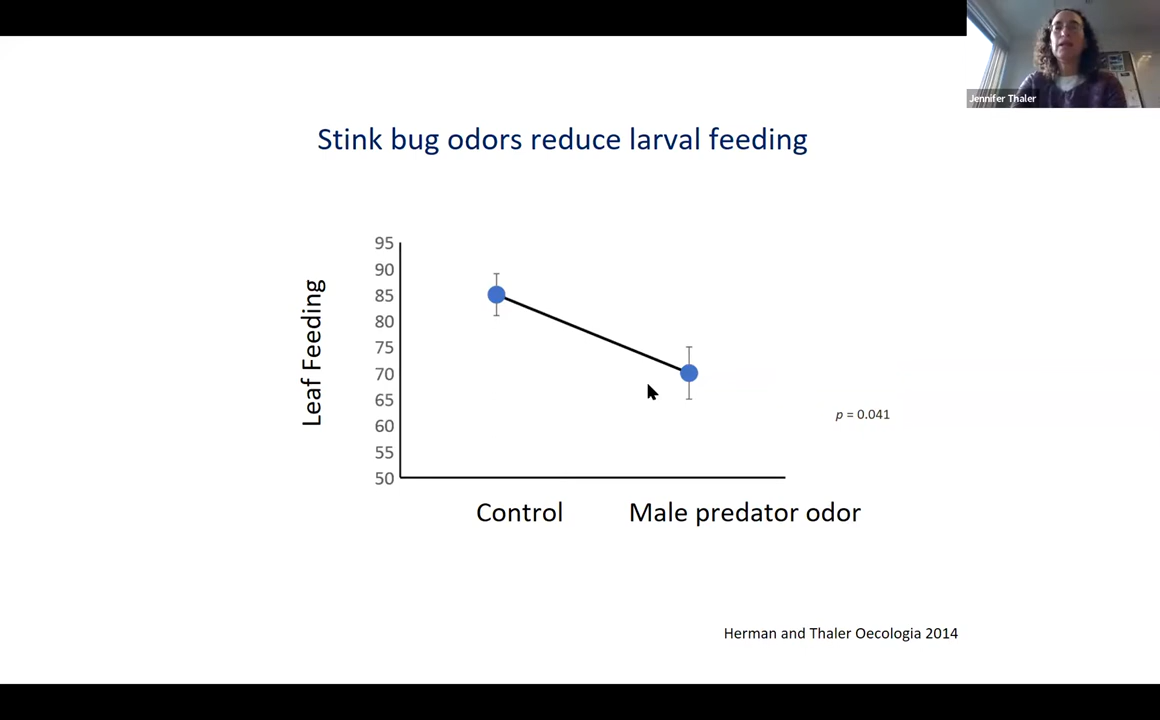 Jennifer Thaler
Stink bug odors reduce larval feeding
Leaf Feeding
95
90
85
80
75
70
65
60
55
50
p = 0.041
Control
Male predator odor
Herman and Thaler Oecologia 2014